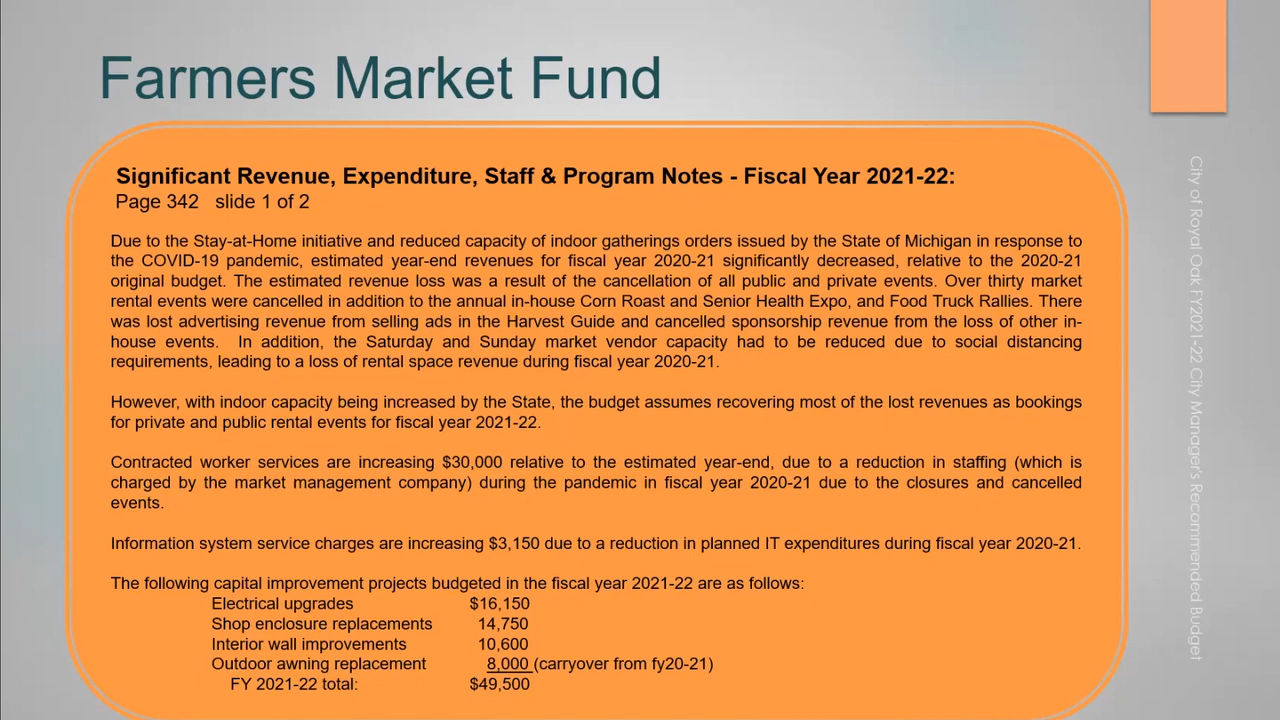 Farmers Market Fund
Significant Revenue, Expenditure, Staff & Program Notes - Fiscal Year 2021-22:
Page 342 slide 1 of 2
Due to the Stay-at-Home initiative and reduced capacity of indoor gatherings orders issued by the State of Michigan in response to
the COVID-19 pandemic, estimated year-end revenues for fiscal year 2020-21 significantly decreased, relative to the 2020-21
original budget. The estimated revenue loss was a result of the cancellation of all public and private events. Over thirty market
rental events were cancelled in addition to the annual in-house Corn Roast and Senior Health Expo, and Food Truck Rallies. There
was lost advertising revenue from selling ads in the Harvest Guide and cancelled sponsorship revenue from the loss of other in-
house events. In addition, the Saturday and Sunday market vendor capacity had to be reduced due to social distancing
requirements, leading to a loss of rental space revenue during fiscal year 2020-21.
However, with indoor capacity being increased by the State, the budget assumes recovering most of the lost revenues as bookings
for private and public rental events for fiscal year 2021-22.
Contracted worker services are increasing $30,000 relative to the estimated year-end, due to a reduction in staffing (which is
charged by the market management company) during the pandemic in fiscal year 2020-21 due to the closures and cancelled
events.
Information system service charges are increasing $3,150 due to a reduction in planned IT expenditures during fiscal year 2020-21.
The following capital improvement projects budgeted in the fiscal year 2021-22 are as follows:
Electrical upgrades $16,150
Shop enclosure replacements 14,750
Interior wall improvements 10,600
Outdoor awning replacement 8,000 (carryover from fy20-21)
FY 2021-22 total: $49,500
City of Royal Oak FY2021-22 City Manager's Recommended Budget